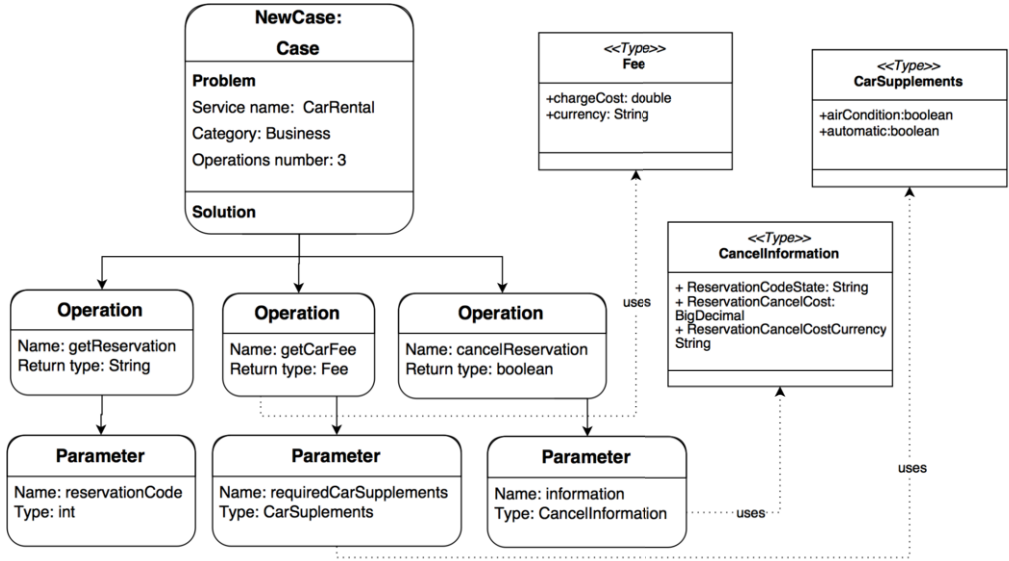 NewCase:
Case
Problem
Service name: CarRental
Category: Business
Operations number: 3
Solution
<<Type>>
Fee
+chargeCost: double
+currency: String
<<Type>>
CarSupplements
+airCondition:boolean
+automatic:boolean
<<Type>>
CancelInformation
+ ReservationCodeState: String
+ ReservationCancelCost:
BigDecimal
+ ReservationCancelCostCurrency
String
Operation
Name: getReservation
Return type: String
Operation
Name: getCarFee
Return type: Fee
Operation
Name: cancelReservation
Return type: boolean
uses
Parameter
Name: reservationCode
Type: int
Parameter
Name: requiredCarSupplements
Type: CarSuplements
Parameter
Name: information
Type: CancelInformation
uses
uses